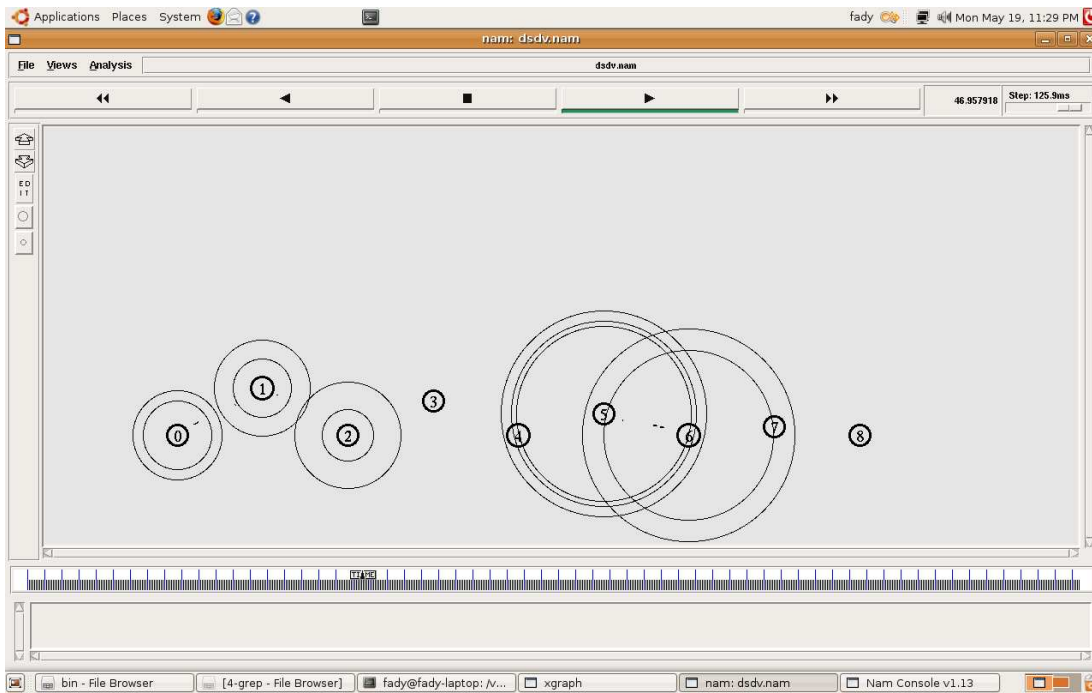 Applications Places System fady Mon May 19, 11:29 PM
nam: dsdv.nam
File Views Analysis dsdv.nam
46.957918 Step: 125.9ms
ED
IT
1
3
5
7
0 2 4 6 8
TIME
bin - File Browser [4-grep - File Browser] fady@fady-laptop: /v... xgraph nam: dsdv.nam Nam Console v1.13